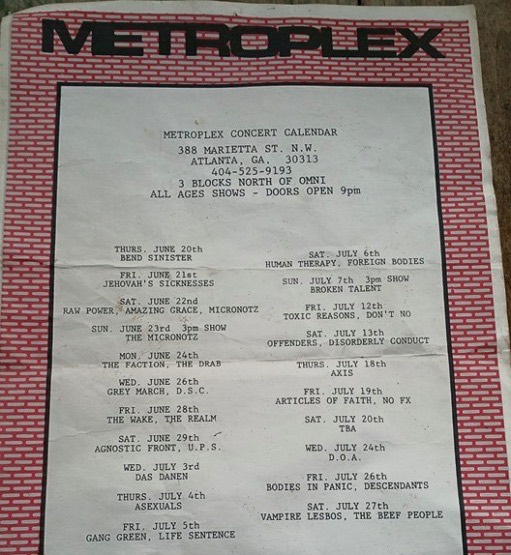 METROPLEX
METROPLEX CONCERT CALENDAR
388 MARIETTA ST. N.W.
ATLANTA, GA. 30313
404-525-9193
3 BLOCKS NORTH OF OMNI
ALL AGES SHOWS - DOORS OPEN 9pm
THURS. JUNE 20th
BEND SINISTER
FRI. JUNE 21st
JEHOVAH'S SICKNESSES
SAT. JUNE 22nd
RAW POWER, AMAZING GRACE, MICRONOTZ
SUN. JUNE 23rd 3pm SHOW
THE MICRONOTZ
MON. JUNE 24th
THE FACTION, THE DRAB
WED. JUNE 26th
GREY MARCH, D.S.C.
FRI. JUNE 28th
THE WAKE, THE REALM
SAT. JUNE 29th
AGNOSTIC FRONT, U.P.S.
WED. JULY 3rd
DAS DANEN
THURS. JULY 4th
ASEXUALS
FRI. JULY 5th
GANG GREEN, LIFE SENTENCE
SAT. JULY 6th
HUMAN THERAPY, FOREIGN BODIES
SUN. JULY 7th 3pm SHOW
BROKEN TALENT
FRI. JULY 12th
TOXIC REASONS, DON'T NO
SAT. JULY 13th
OFFENDERS, DISORDERLY CONDUCT
THURS. JULY 18th
AXIS
FRI. JULY 19th
ARTICLES OF FAITH, NO FX
SAT. JULY 20th
TBA
WED. JULY 24th
D.O.A.
FRI. JULY 26th
BODIES IN PANIC, DESCENDANTS
SAT. JULY 27th
VAMPIRE LESBOS, THE BEEF PEOPLE